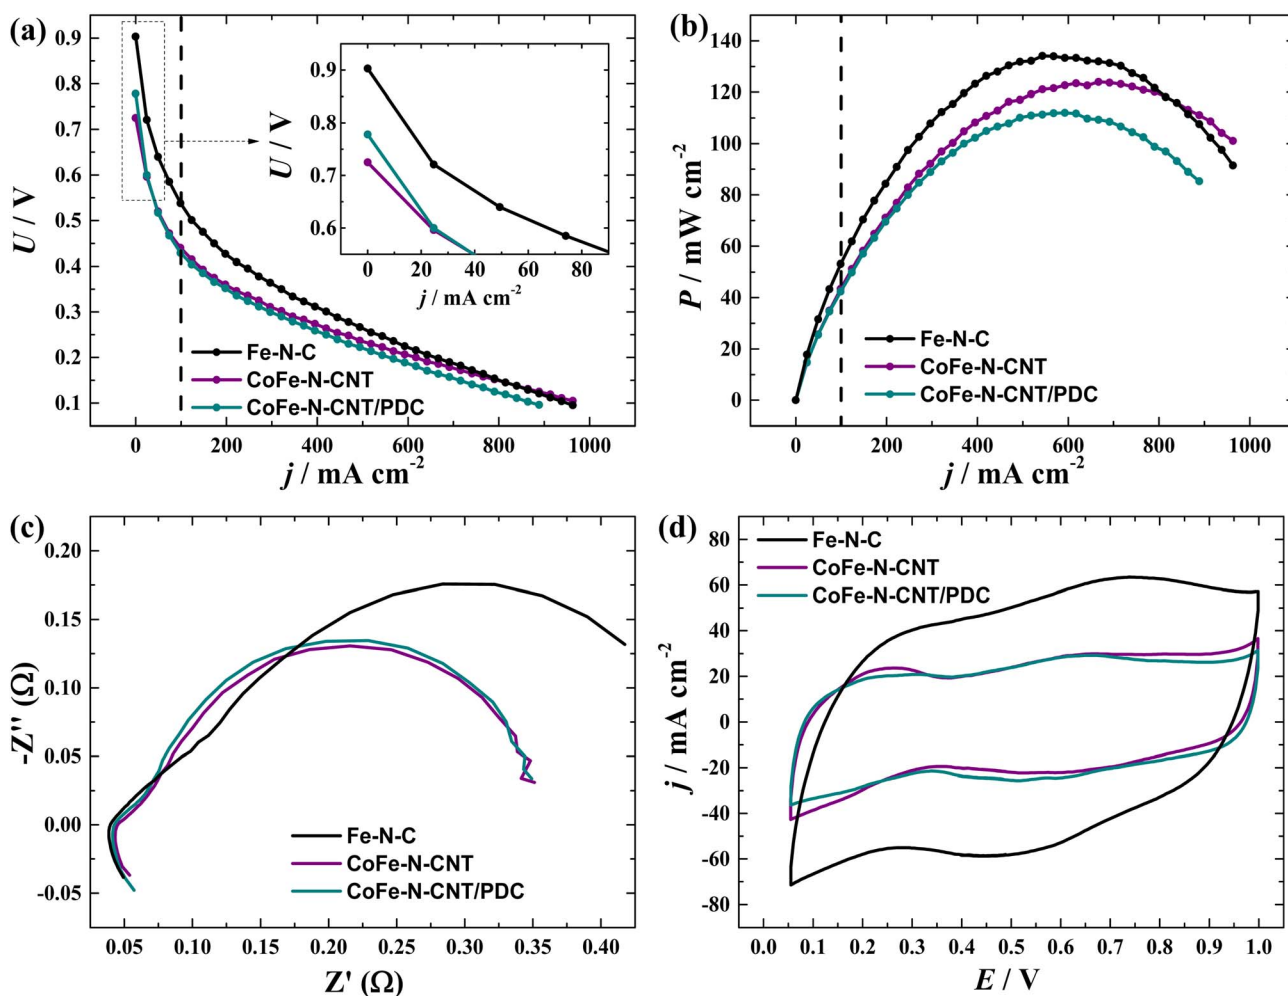 (a)
0.9
0.8
0.7
0.6
0.5
0.4
0.3
0.2
0.1
U / V
0 200 400 600 800 1000
j / mA cm-2
Fe-N-C
CoFe-N-CNT
CoFe-N-CNT/PDC
0.9
0.8
0.7
0.6
U / V
0 20 40 60 80
j / mA cm-2
(b)
140
120
100
80
60
40
20
0
P / mW cm-2
0 200 400 600 800 1000
j / mA cm-2
Fe-N-C
CoFe-N-CNT
CoFe-N-CNT/PDC
(c)
0.20
0.15
0.10
0.05
0.00
-0.05
-Z'' (Ω)
0.05 0.10 0.15 0.20 0.25 0.30 0.35 0.40
Z' (Ω)
Fe-N-C
CoFe-N-CNT
CoFe-N-CNT/PDC
(d)
80
60
40
20
0
-20
-40
-60
-80
j / mA cm-2
0.0 0.1 0.2 0.3 0.4 0.5 0.6 0.7 0.8 0.9 1.0
E / V
Fe-N-C
CoFe-N-CNT
CoFe-N-CNT/PDC